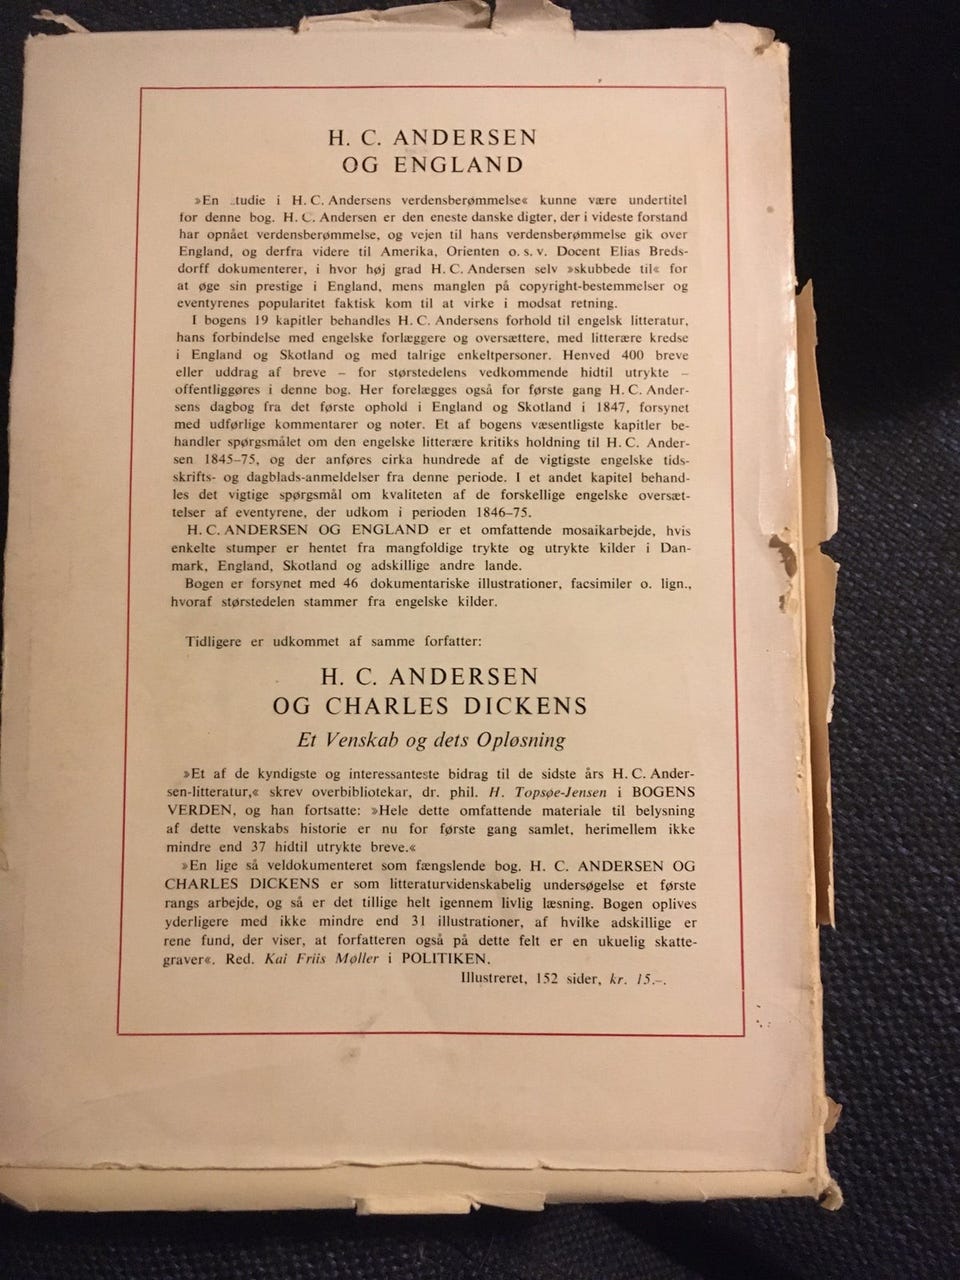 H. C. ANDERSEN
OG ENGLAND
»En .tudie i H. C. Andersens verdensberømmelse« kunne være undertitel
for denne bog. H. C. Andersen er den eneste danske digter, der i videste forstand
har opnået verdensberømmelse, og vejen til hans verdensberømmelse gik over
England, og derfra videre til Amerika, Orienten o. s. v. Docent Elias Breds-
dorff dokumenterer, i hvor høj grad H. C. Andersen selv »skubbede til« for
at øge sin prestige i England, mens manglen på copyright-bestemmelser og
eventyrenes popularitet faktisk kom til at virke i modsat retning.
I bogens 19 kapitler behandles H. C. Andersens forhold til engelsk litteratur,
hans forbindelse med engelske forlæggere og oversættere, med litterære kredse
i England og Skotland og med talrige enkeltpersoner. Henved 400 breve
eller uddrag af breve – for størstedelens vedkommende hidtil utrykte –
offentliggøres i denne bog. Her forelægges også for første gang H. C. Ander-
sens dagbog fra det første ophold i England og Skotland i 1847, forsynet
med udførlige kommentarer og noter. Et af bogens væsentligste kapitler be-
handler spørgsmålet om den engelske litterære kritiks holdning til H. C. Ander-
sen 1845–75, og der anføres cirka hundrede af de vigtigste engelske tids-
skrifts- og dagblads-anmeldelser fra denne periode. I et andet kapitel behand-
les det vigtige spørgsmål om kvaliteten af de forskellige engelske oversæt-
telser af eventyrene, der udkom i perioden 1846–75.
H. C. ANDERSEN OG ENGLAND er et omfattende mosaikarbejde, hvis
enkelte stumper er hentet fra mangfoldige trykte og utrykte kilder i Dan-
mark, England, Skotland og adskillige andre lande.
Bogen er forsynet med 46 dokumentariske illustrationer, facsimiler o. lign.,
hvoraf størstedelen stammer fra engelske kilder.
Tidligere er udkommet af samme forfatter:
H. C. ANDERSEN
OG CHARLES DICKENS
Et Venskab og dets Opløsning
»Et af de kyndigste og interessanteste bidrag til de sidste års H. C. Ander-
sen-litteratur,« skrev overbibliotekar, dr. phil. H. Topsøe-Jensen i BOGENS
VERDEN, og han fortsatte: »Hele dette omfattende materiale til belysning
af dette venskabs historie er nu for første gang samlet, herimellem ikke
mindre end 37 hidtil utrykte breve.«
»En lige så veldokumenteret som fængslende bog. H. C. ANDERSEN OG
CHARLES DICKENS er som litteraturvidenskabelig undersøgelse et første
rangs arbejde, og så er det tillige helt igennem livlig læsning. Bogen oplives
yderligere med ikke mindre end 31 illustrationer, af hvilke adskillige er
rene fund, der viser, at forfatteren også på dette felt er en ukuelig skatte-
graver«. Red. Kai Friis Møller i POLITIKEN.
Illustreret, 152 sider, kr. 15.–.